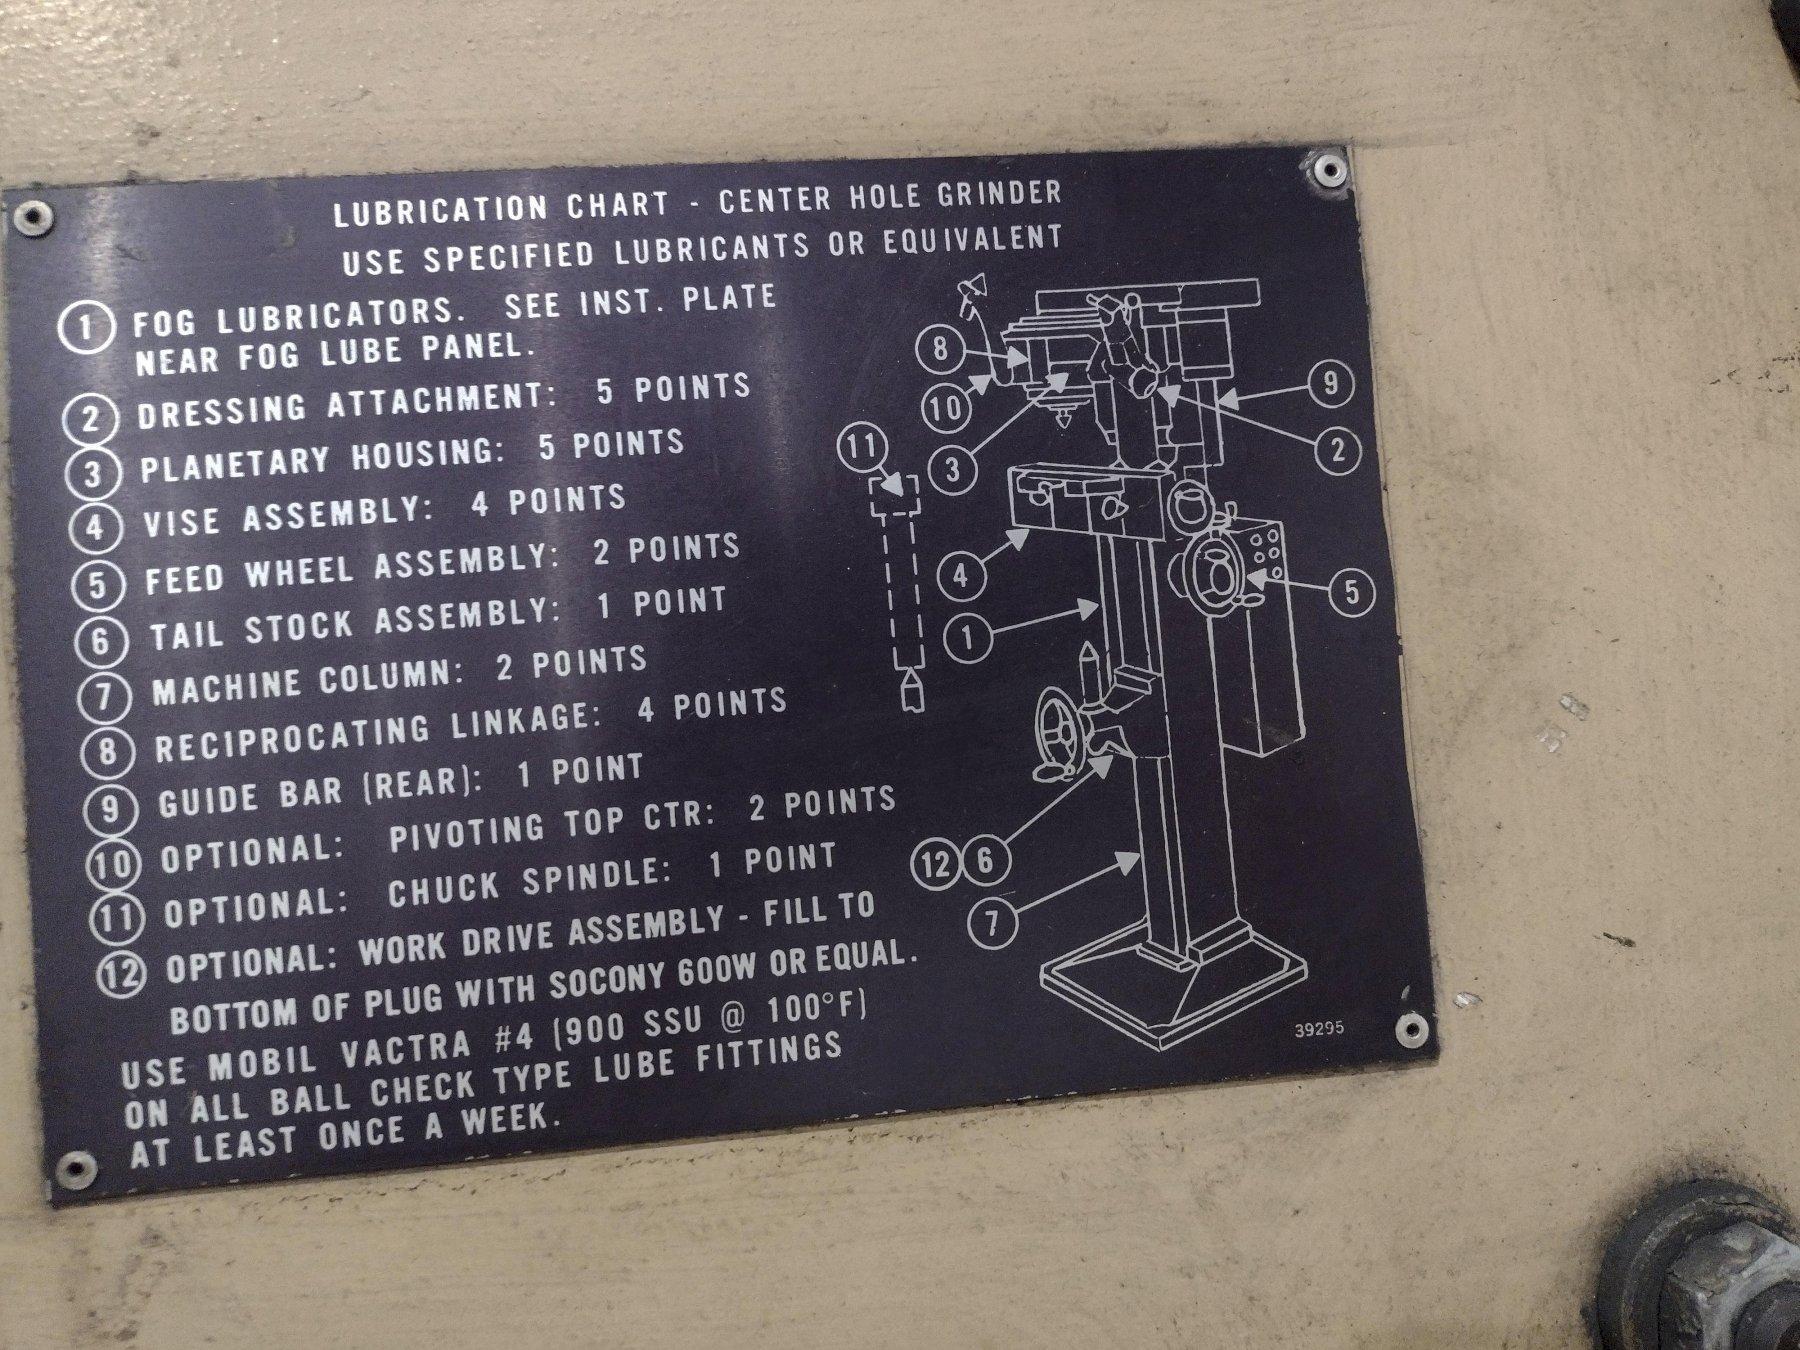 LUBRICATION CHART - CENTER HOLE GRINDER
USE SPECIFIED LUBRICANTS OR EQUIVALENT
1 FOG LUBRICATORS. SEE INST. PLATE
NEAR FOG LUBE PANEL.
2 DRESSING ATTACHMENT: 5 POINTS
3 PLANETARY HOUSING: 5 POINTS
4 VISE ASSEMBLY: 4 POINTS
5 FEED WHEEL ASSEMBLY: 2 POINTS
6 TAIL STOCK ASSEMBLY: 1 POINT
7 MACHINE COLUMN: 2 POINTS
8 RECIPROCATING LINKAGE: 4 POINTS
9 GUIDE BAR (REAR): 1 POINT
10 OPTIONAL: PIVOTING TOP CTR: 2 POINTS
11 OPTIONAL: CHUCK SPINDLE: 1 POINT
12 OPTIONAL: WORK DRIVE ASSEMBLY - FILL TO
BOTTOM OF PLUG WITH SOCONY 600W OR EQUAL.
USE MOBIL VACTRA #4 (900 SSU @ 100°F)
ON ALL BALL CHECK TYPE LUBE FITTINGS
AT LEAST ONCE A WEEK.
8
9
10
2
11
3
4
5
1
12 6
7
39295